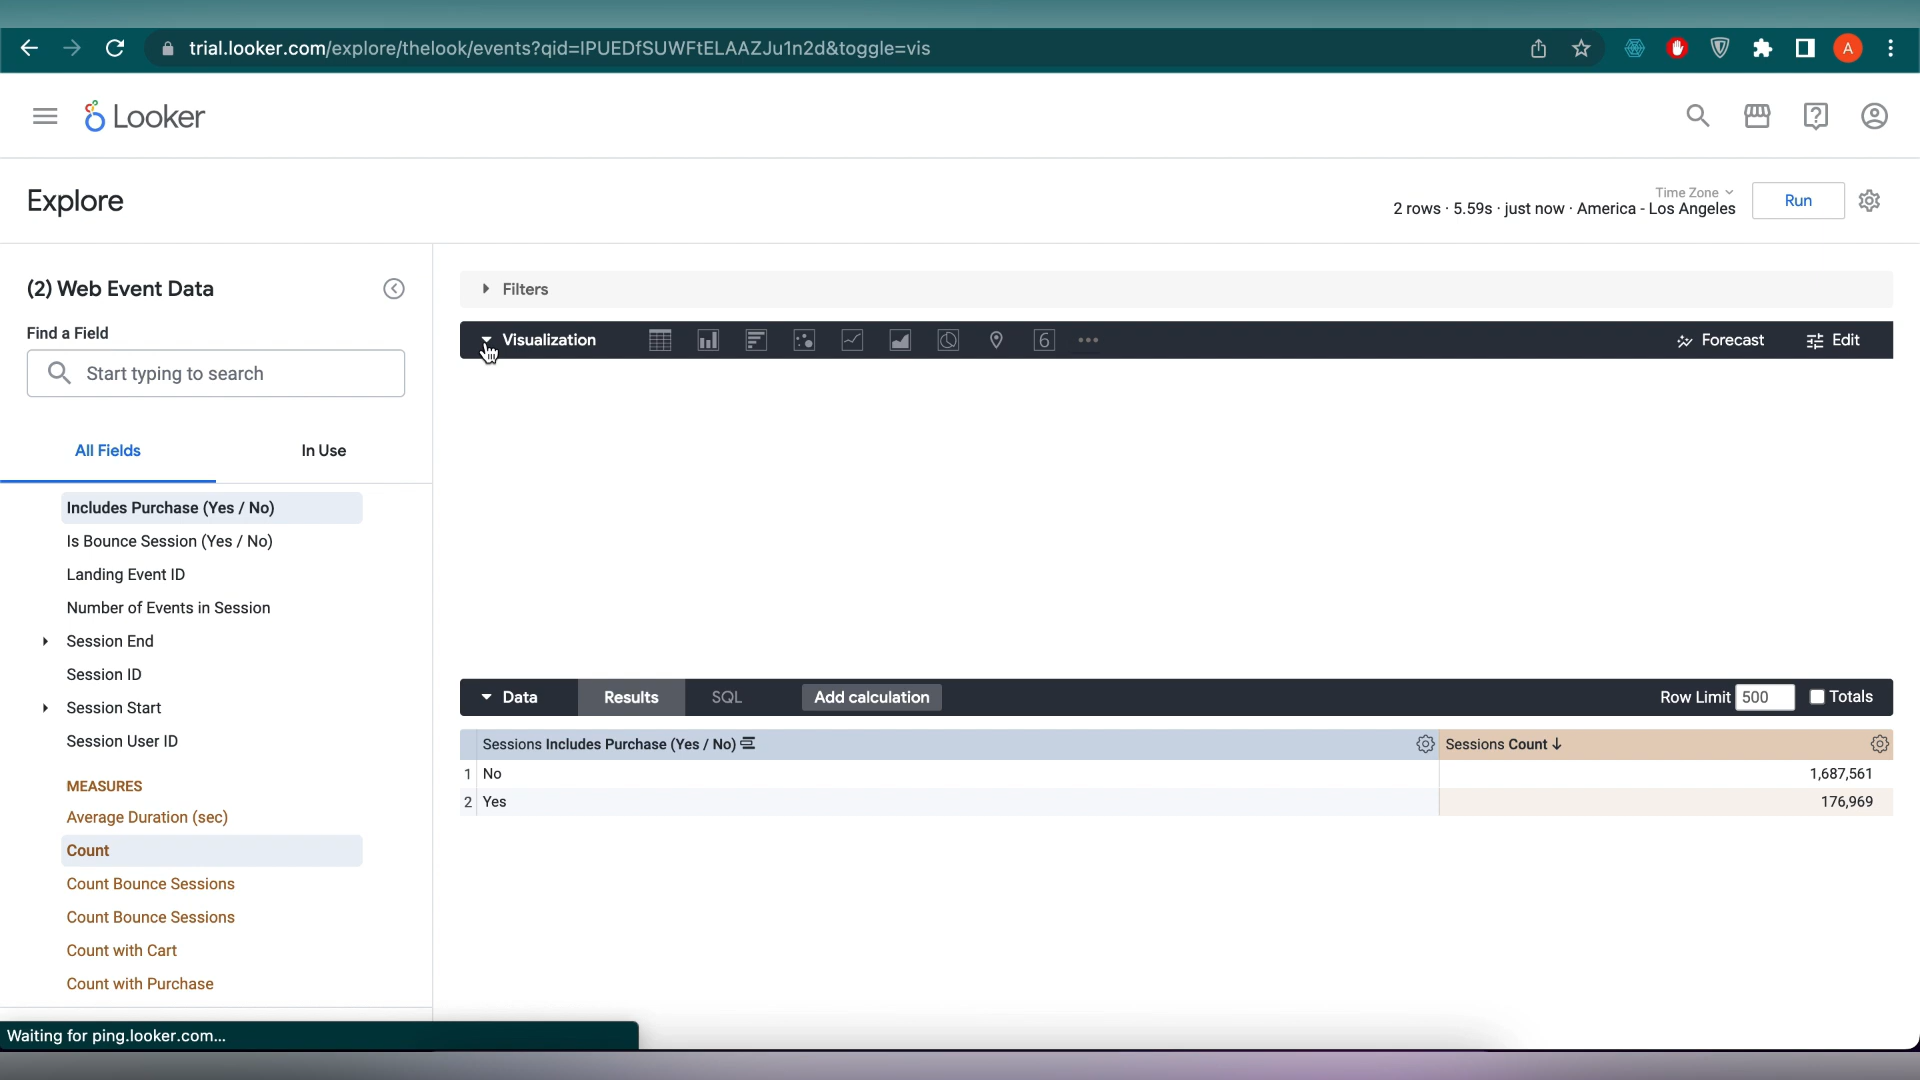 trial.looker.com/explore/thelook/events?qid=IPUEDfSUWFtELAAZJu1n2d&toggle=vis
A
Looker
Explore
Time Zone
2 rows · 5.59s · just now · America - Los Angeles
Run
(2) Web Event Data
Find a Field
Start typing to search
All Fields
In Use
Includes Purchase (Yes / No)
Is Bounce Session (Yes / No)
Landing Event ID
Number of Events in Session
Session End
Session ID
Session Start
Session User ID
MEASURES
Average Duration (sec)
Count
Count Bounce Sessions
Count Bounce Sessions
Count with Cart
Count with Purchase
Filters
Visualization
6
Forecast
Edit
Data
Results
SQL
Add calculation
Row Limit 500
Totals
Sessions Includes Purchase (Yes / No)
Sessions Count
1 No 1,687,561
2 Yes 176,969
Waiting for ping.looker.com...